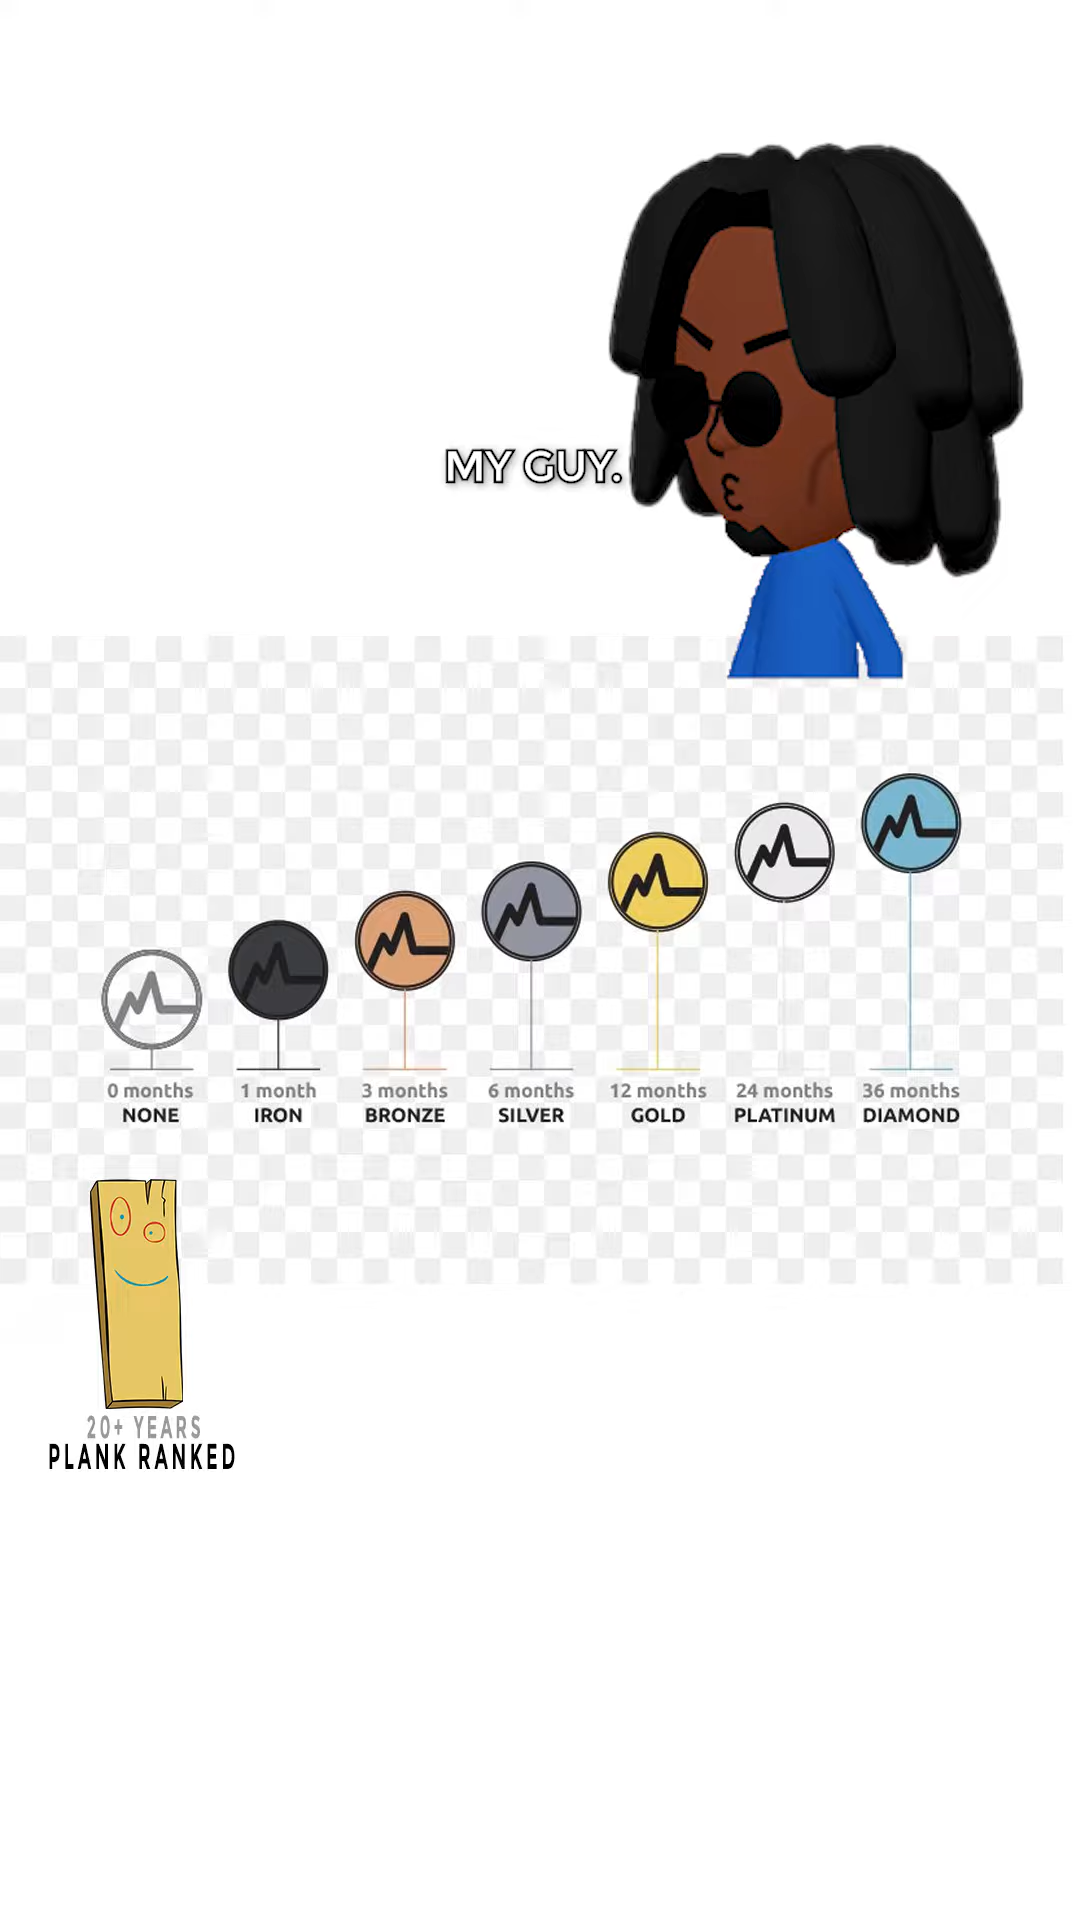 MY GUY.
0 months 1 month 3 months 6 months 12 months 24 months 36 months
NONE IRON BRONZE SILVER GOLD PLATINUM DIAMOND
20+ YEARS
PLANK RANKED